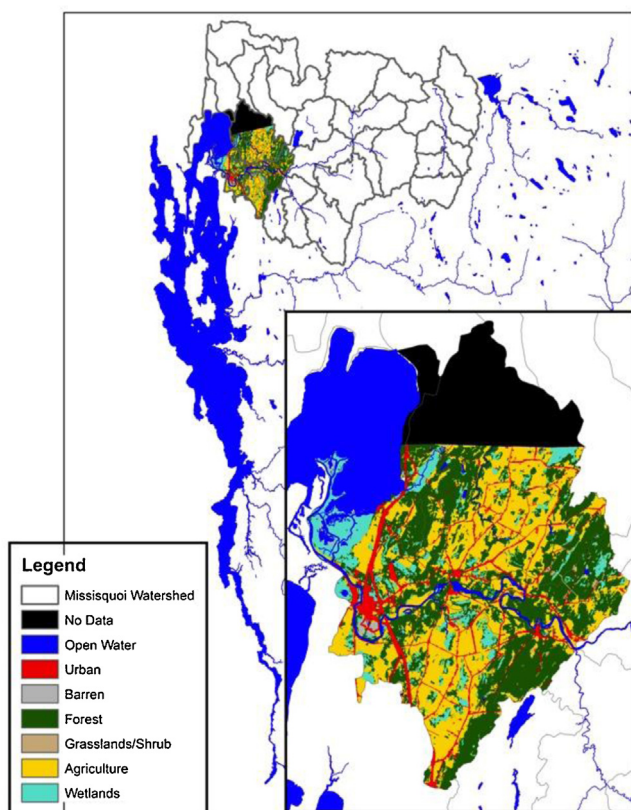 Legend
Missisquoi Watershed
No Data
Open Water
Urban
Barren
Forest
Grasslands/Shrub
Agriculture
Wetlands